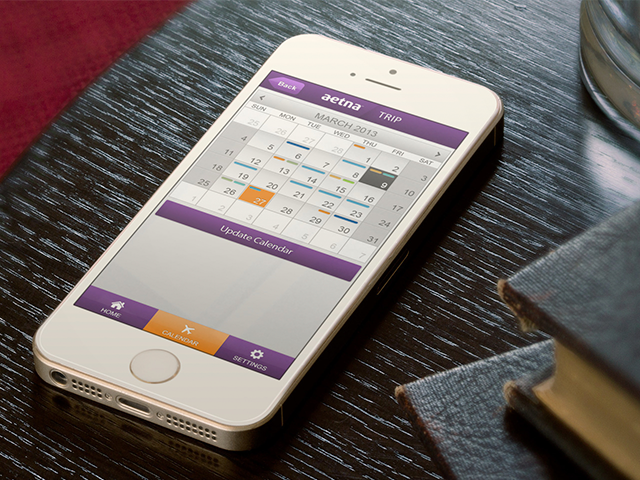 Back
aetna TRIP
MARCH 2013
SUN MON TUE WED THU FRI SAT
25 26 27 28 1 2 3
4 5 6 7 8 9 10
11 12 13 14 15 16 17
18 19 20 21 22 23 24
25 26 27 28 29 30 31
1 2 3 4 5 6 7
Update Calendar
HOME CALENDAR SETTINGS